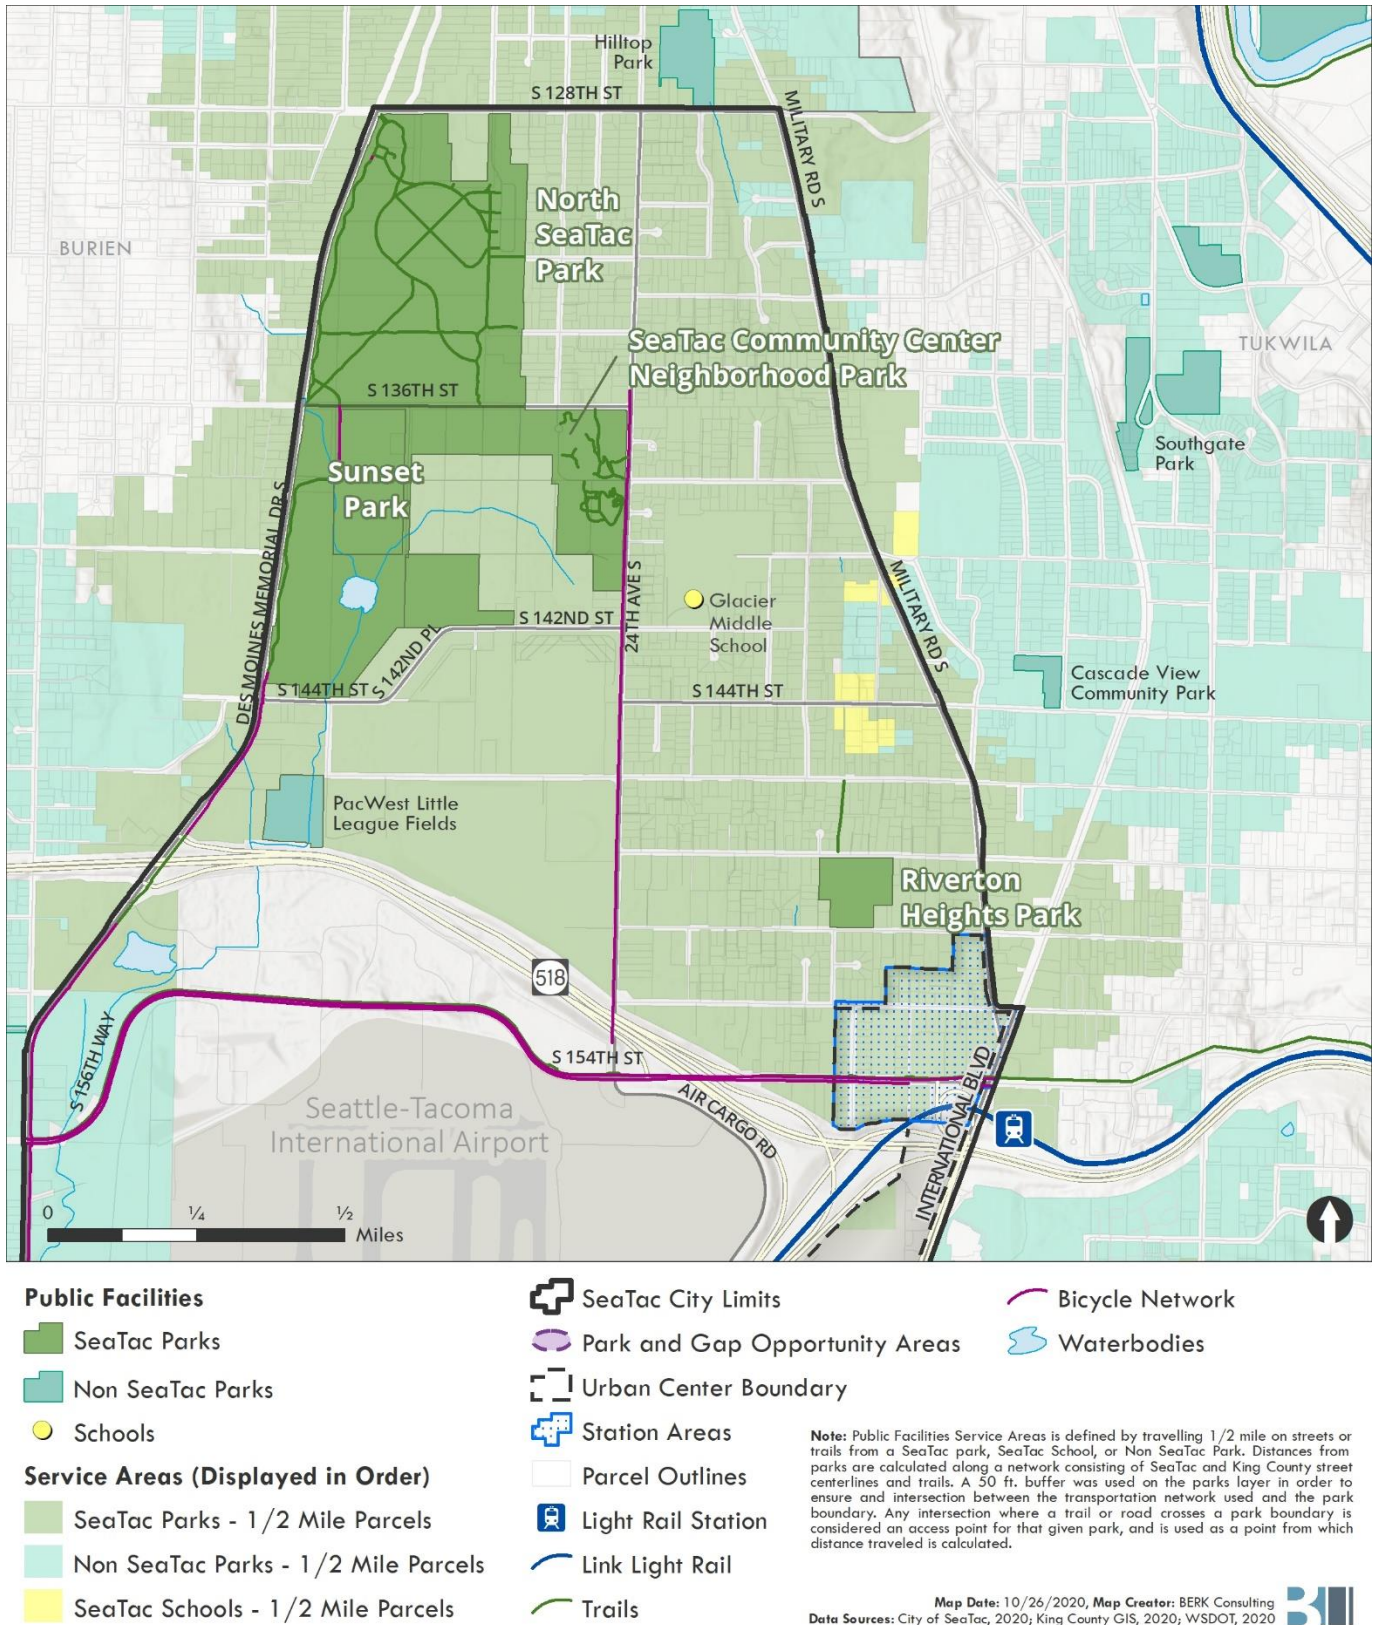 Hilltop
Park
S 128TH ST
MILITARY RD S
North
SeaTac
Park
BURIEN
SeaTac Community Center
Neighborhood Park
TUKWILA
S 136TH ST
Southgate
Park
Sunset
Park
DES MOINES MEMORIAL DR S
24TH AVE S
MILITARY RD S
Glacier
Middle
School
S 142ND ST
S 142ND PL
S 144TH ST
S 144TH ST
Cascade View
Community Park
PacWest Little
League Fields
Riverton
Heights Park
518
S 156TH WAY
S 154TH ST
AIR CARGO RD
INTERNATIONAL BLVD
Seattle-Tacoma
International Airport
0 ¼ ½
Miles
Public Facilities
SeaTac Parks
Non SeaTac Parks
Schools
Service Areas (Displayed in Order)
SeaTac Parks - 1/2 Mile Parcels
Non SeaTac Parks - 1/2 Mile Parcels
SeaTac Schools - 1/2 Mile Parcels
SeaTac City Limits
Park and Gap Opportunity Areas
Urban Center Boundary
Station Areas
Parcel Outlines
Light Rail Station
Link Light Rail
Trails
Bicycle Network
Waterbodies
Note: Public Facilities Service Areas is defined by travelling 1/2 mile on streets or
trails from a SeaTac park, SeaTac School, or Non SeaTac Park. Distances from
parks are calculated along a network consisting of SeaTac and King County street
centerlines and trails. A 50 ft. buffer was used on the parks layer in order to
ensure and intersection between the transportation network used and the park
boundary. Any intersection where a trail or road crosses a park boundary is
considered an access point for that given park, and is used as a point from which
distance traveled is calculated.
Map Date: 10/26/2020, Map Creator: BERK Consulting
Data Sources: City of SeaTac, 2020; King County GIS, 2020; WSDOT, 2020